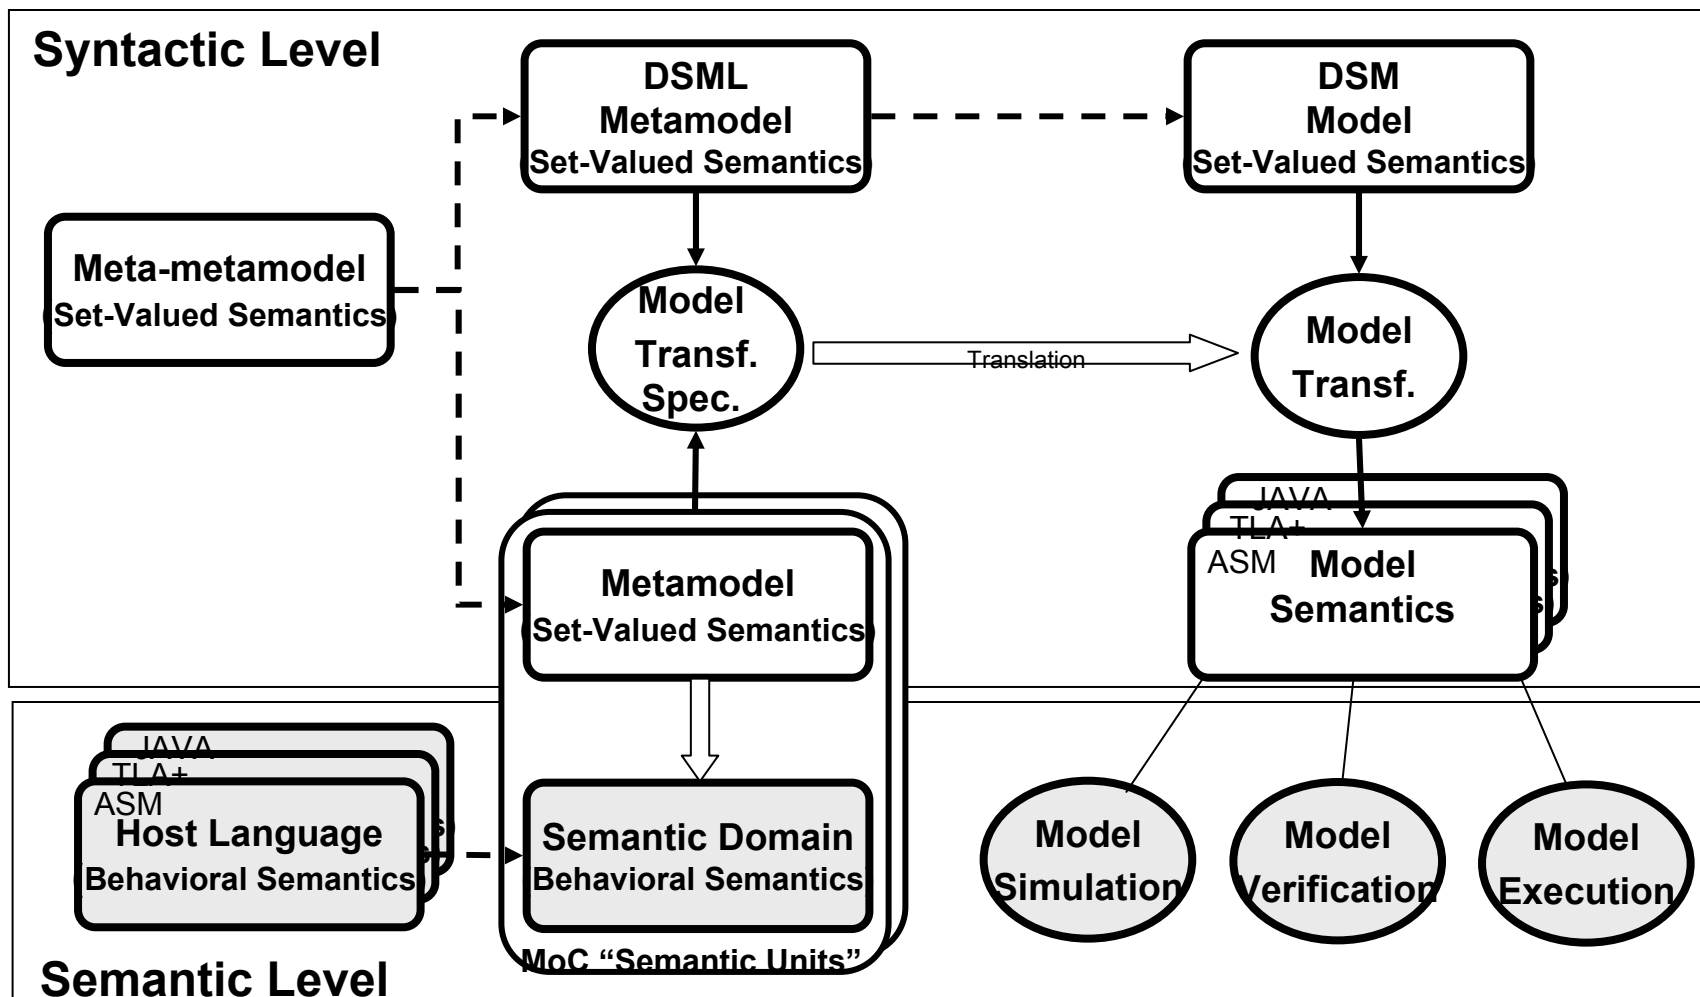 Syntactic Level
DSML
Metamodel
(Set-Valued Semantics)
DSM
Model
(Set-Valued Semantics)
Meta-metamodel
(Set-Valued Semantics)
Model
Transf.
Spec.
Translation
Model
Transf.
Metamodel
(Set-Valued Semantics)
JAVA
TLA+
ASM
Model
Semantics
s)
s)
JAVA
TLA+
ASM
Host Language
(Behavioral Semantics)
s)
s)
Semantic Domain
(Behavioral Semantics)
MoC “Semantic Units”
Model
Simulation
Model
Verification
Model
Execution
Semantic Level